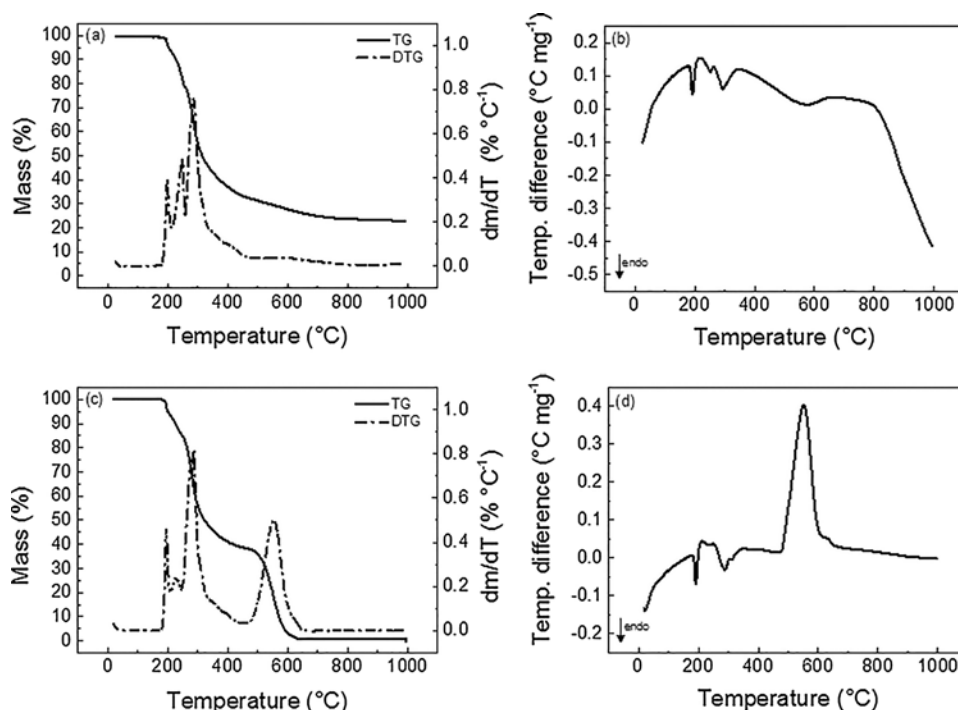 (a)
TG
DTG
100
90
80
70
60
50
40
30
20
10
0
Mass (%)
1.0
0.8
0.6
0.4
0.2
0.0
dm/dT (% °C⁻¹)
0 200 400 600 800 1000
Temperature (°C)
(b)
0.2
0.1
0.0
-0.1
-0.2
-0.3
-0.4
-0.5
Temp. difference (°C mg⁻¹)
endo
0 200 400 600 800 1000
Temperature (°C)
(c)
TG
DTG
100
90
80
70
60
50
40
30
20
10
0
Mass (%)
1.0
0.8
0.6
0.4
0.2
0.0
dm/dT (% °C⁻¹)
0 200 400 600 800 1000
Temperature (°C)
(d)
0.4
0.3
0.2
0.1
0.0
-0.1
-0.2
Temp. difference (°C mg⁻¹)
endo
0 200 400 600 800 1000
Temperature (°C)